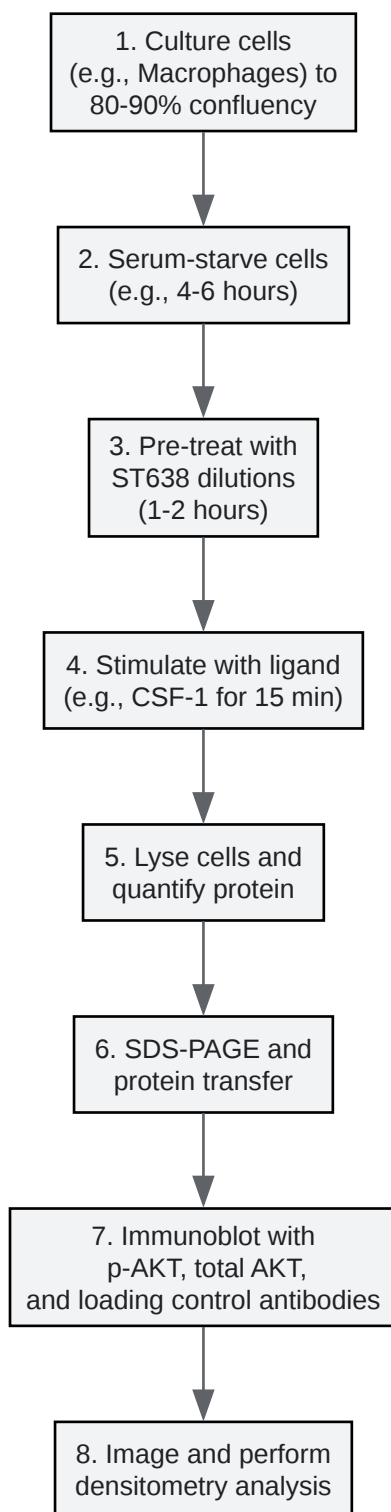 1. Culture cells
(e.g., Macrophages) to
80-90% confluency
2. Serum-starve cells
(e.g., 4-6 hours)
3. Pre-treat with
ST638 dilutions
(1-2 hours)
4. Stimulate with ligand
(e.g., CSF-1 for 15 min)
5. Lyse cells and
quantify protein
6. SDS-PAGE and
protein transfer
7. Immunoblot with
p-AKT, total AKT,
and loading control antibodies
8. Image and perform
densitometry analysis